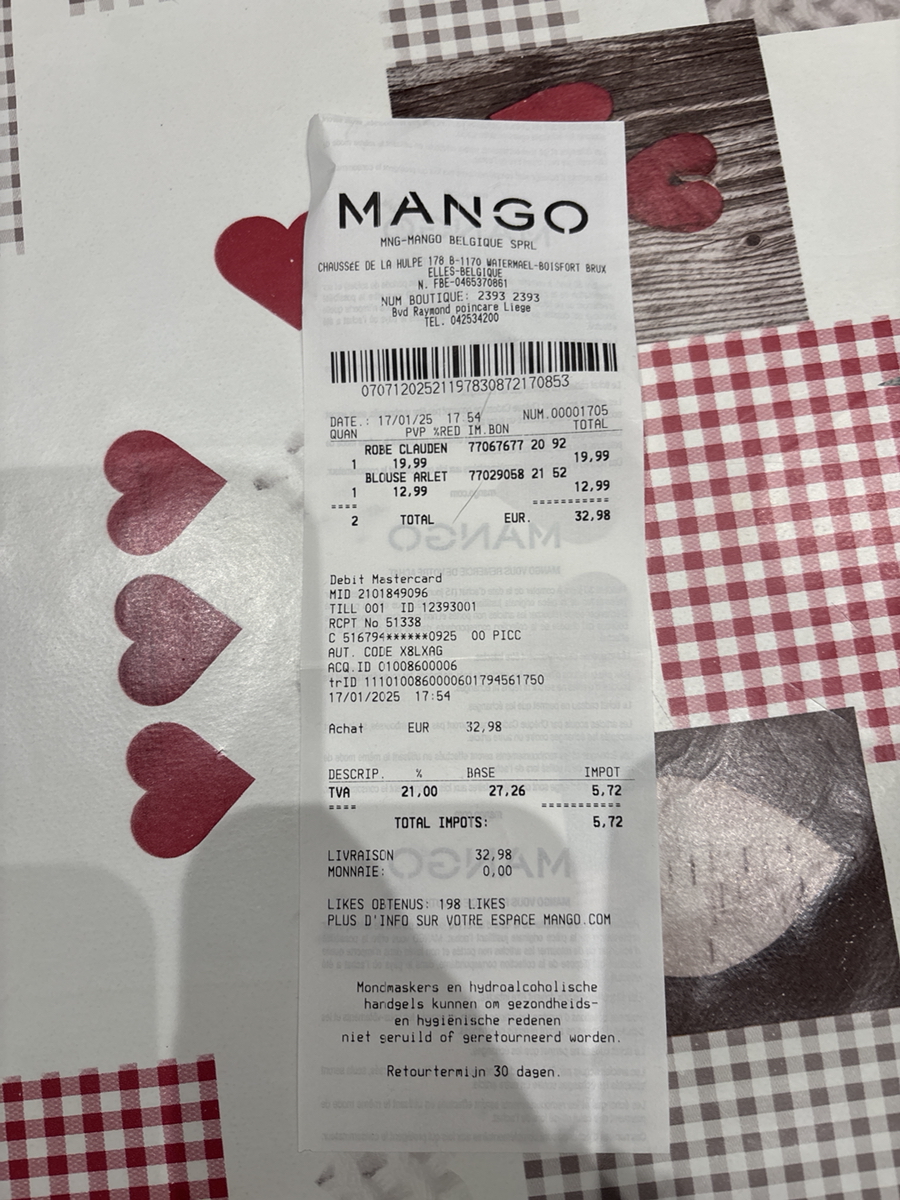 MANGO
MNG-MANGO BELGIQUE SPRL
CHAUSSéE DE LA HULPE 178 B-1170 WATERMAEL-BOISFORT BRUX
ELLES-BELGIQUE
N. FBE-0465370861
NUM BOUTIQUE: 2393 2393
Bvd Raymond poincare Liege
TEL. 042534200
07071202521197830872170853
DATE.: 17/01/25 17 54 NUM.00001705
QUAN PVP %RED IM.BON TOTAL
ROBE CLAUDEN 77067677 20 92
1 19,99 19,99
BLOUSE ARLET 77029058 21 52
1 12,99 12,99
==== ===========
2 TOTAL EUR. 32,98
Debit Mastercard
MID 2101849096
TILL 001 ID 12393001
RCPT No 51338
C 516794******0925 00 PICC
AUT. CODE X8LXAG
ACQ.ID 01008600006
trID 1110100860000601794561750
17/01/2025 17:54
Achat EUR 32,98
DESCRIP. % BASE IMPOT
TVA 21,00 27,26 5,72
==== ===========
TOTAL IMPOTS: 5,72
LIVRAISON 32,98
MONNAIE: 0,00
LIKES OBTENUS: 198 LIKES
PLUS D'INFO SUR VOTRE ESPACE MANGO.COM
Mondmaskers en hydroalcoholische
handgels kunnen om gezondheids-
en hygiënische redenen
niet geruild of geretourneerd worden.
Retourtermijn 30 dagen.